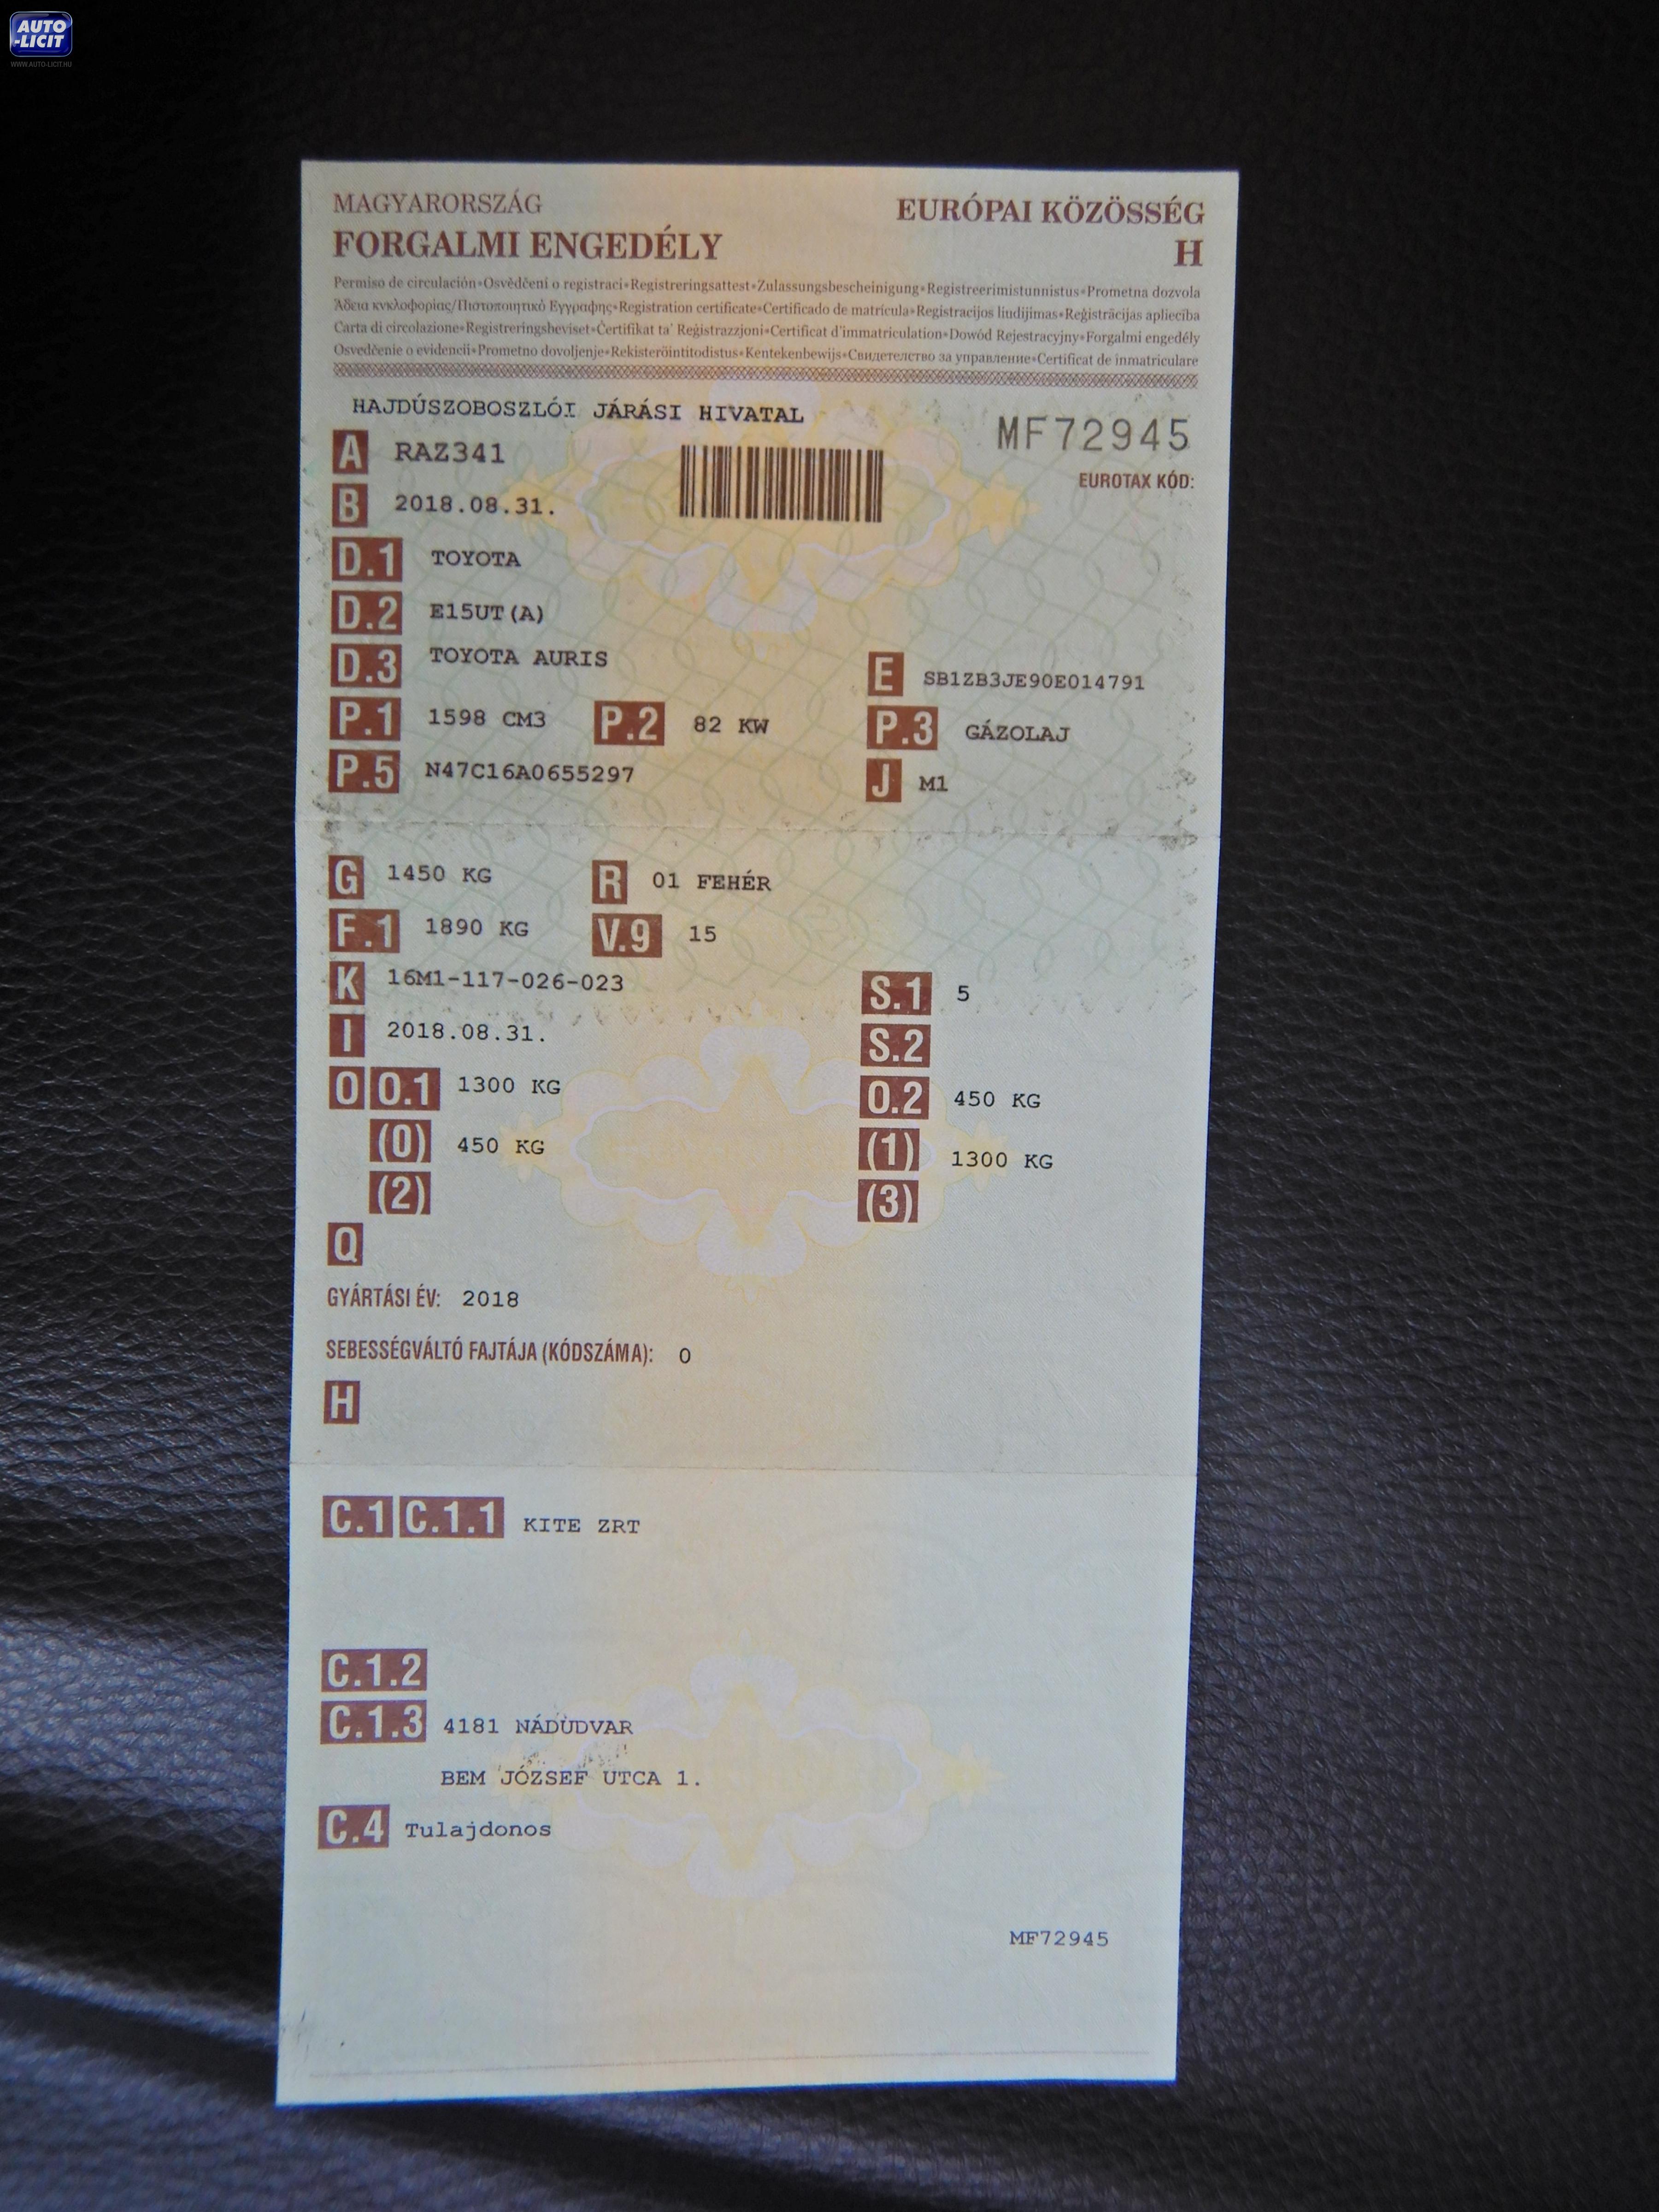 AUTO
-LICIT
WWW.AUTO-LICIT.HU
MAGYARORSZÁG
EURÓPAI KÖZÖSSÉG
FORGALMI ENGEDÉLY
H
Permiso de circulación•Osvědčení o registraci•Registreringsattest•Zulassungsbescheinigung•Registreerimistunnistus•Prometna dozvola
Άδεια κυκλοφορίας/Πιστοποιητικό Εγγραφής•Registration certificate•Certificado de matrícula•Registracijos liudijimas•Reģistrācijas apliecība
Carta di circolazione•Registreringsbeviset•Ċertifikat ta' Reġistrazzjoni•Certificat d'immatriculation•Dowód Rejestracyjny•Forgalmi engedély
Osvedčenie o evidencii•Prometno dovoljenje•Rekisteröintitodistus•Kentekenbewijs•Свидетелство за управление•Certificat de inmatriculare
HAJDÚSZOBOSZLÓI JÁRÁSI HIVATAL
MF72945
A RAZ341
EUROTAX KÓD:
B 2018.08.31.
D.1 TOYOTA
D.2 E15UT(A)
D.3 TOYOTA AURIS E SB1ZB3JE90E014791
P.1 1598 CM3 P.2 82 KW P.3 GÁZOLAJ
P.5 N47C16A0655297 J M1
G 1450 KG R 01 FEHÉR
F.1 1890 KG V.9 15
K 16M1-117-026-023 S.1 5
I 2018.08.31. S.2
O O.1 1300 KG O.2 450 KG
(0) 450 KG (1) 1300 KG
(2) (3)
Q
GYÁRTÁSI ÉV: 2018
SEBESSÉGVÁLTÓ FAJTÁJA (KÓDSZÁMA): 0
H
C.1 C.1.1 KITE ZRT
C.1.2
C.1.3 4181 NÁDUDVAR
BEM JÓZSEF UTCA 1.
C.4 Tulajdonos
MF72945